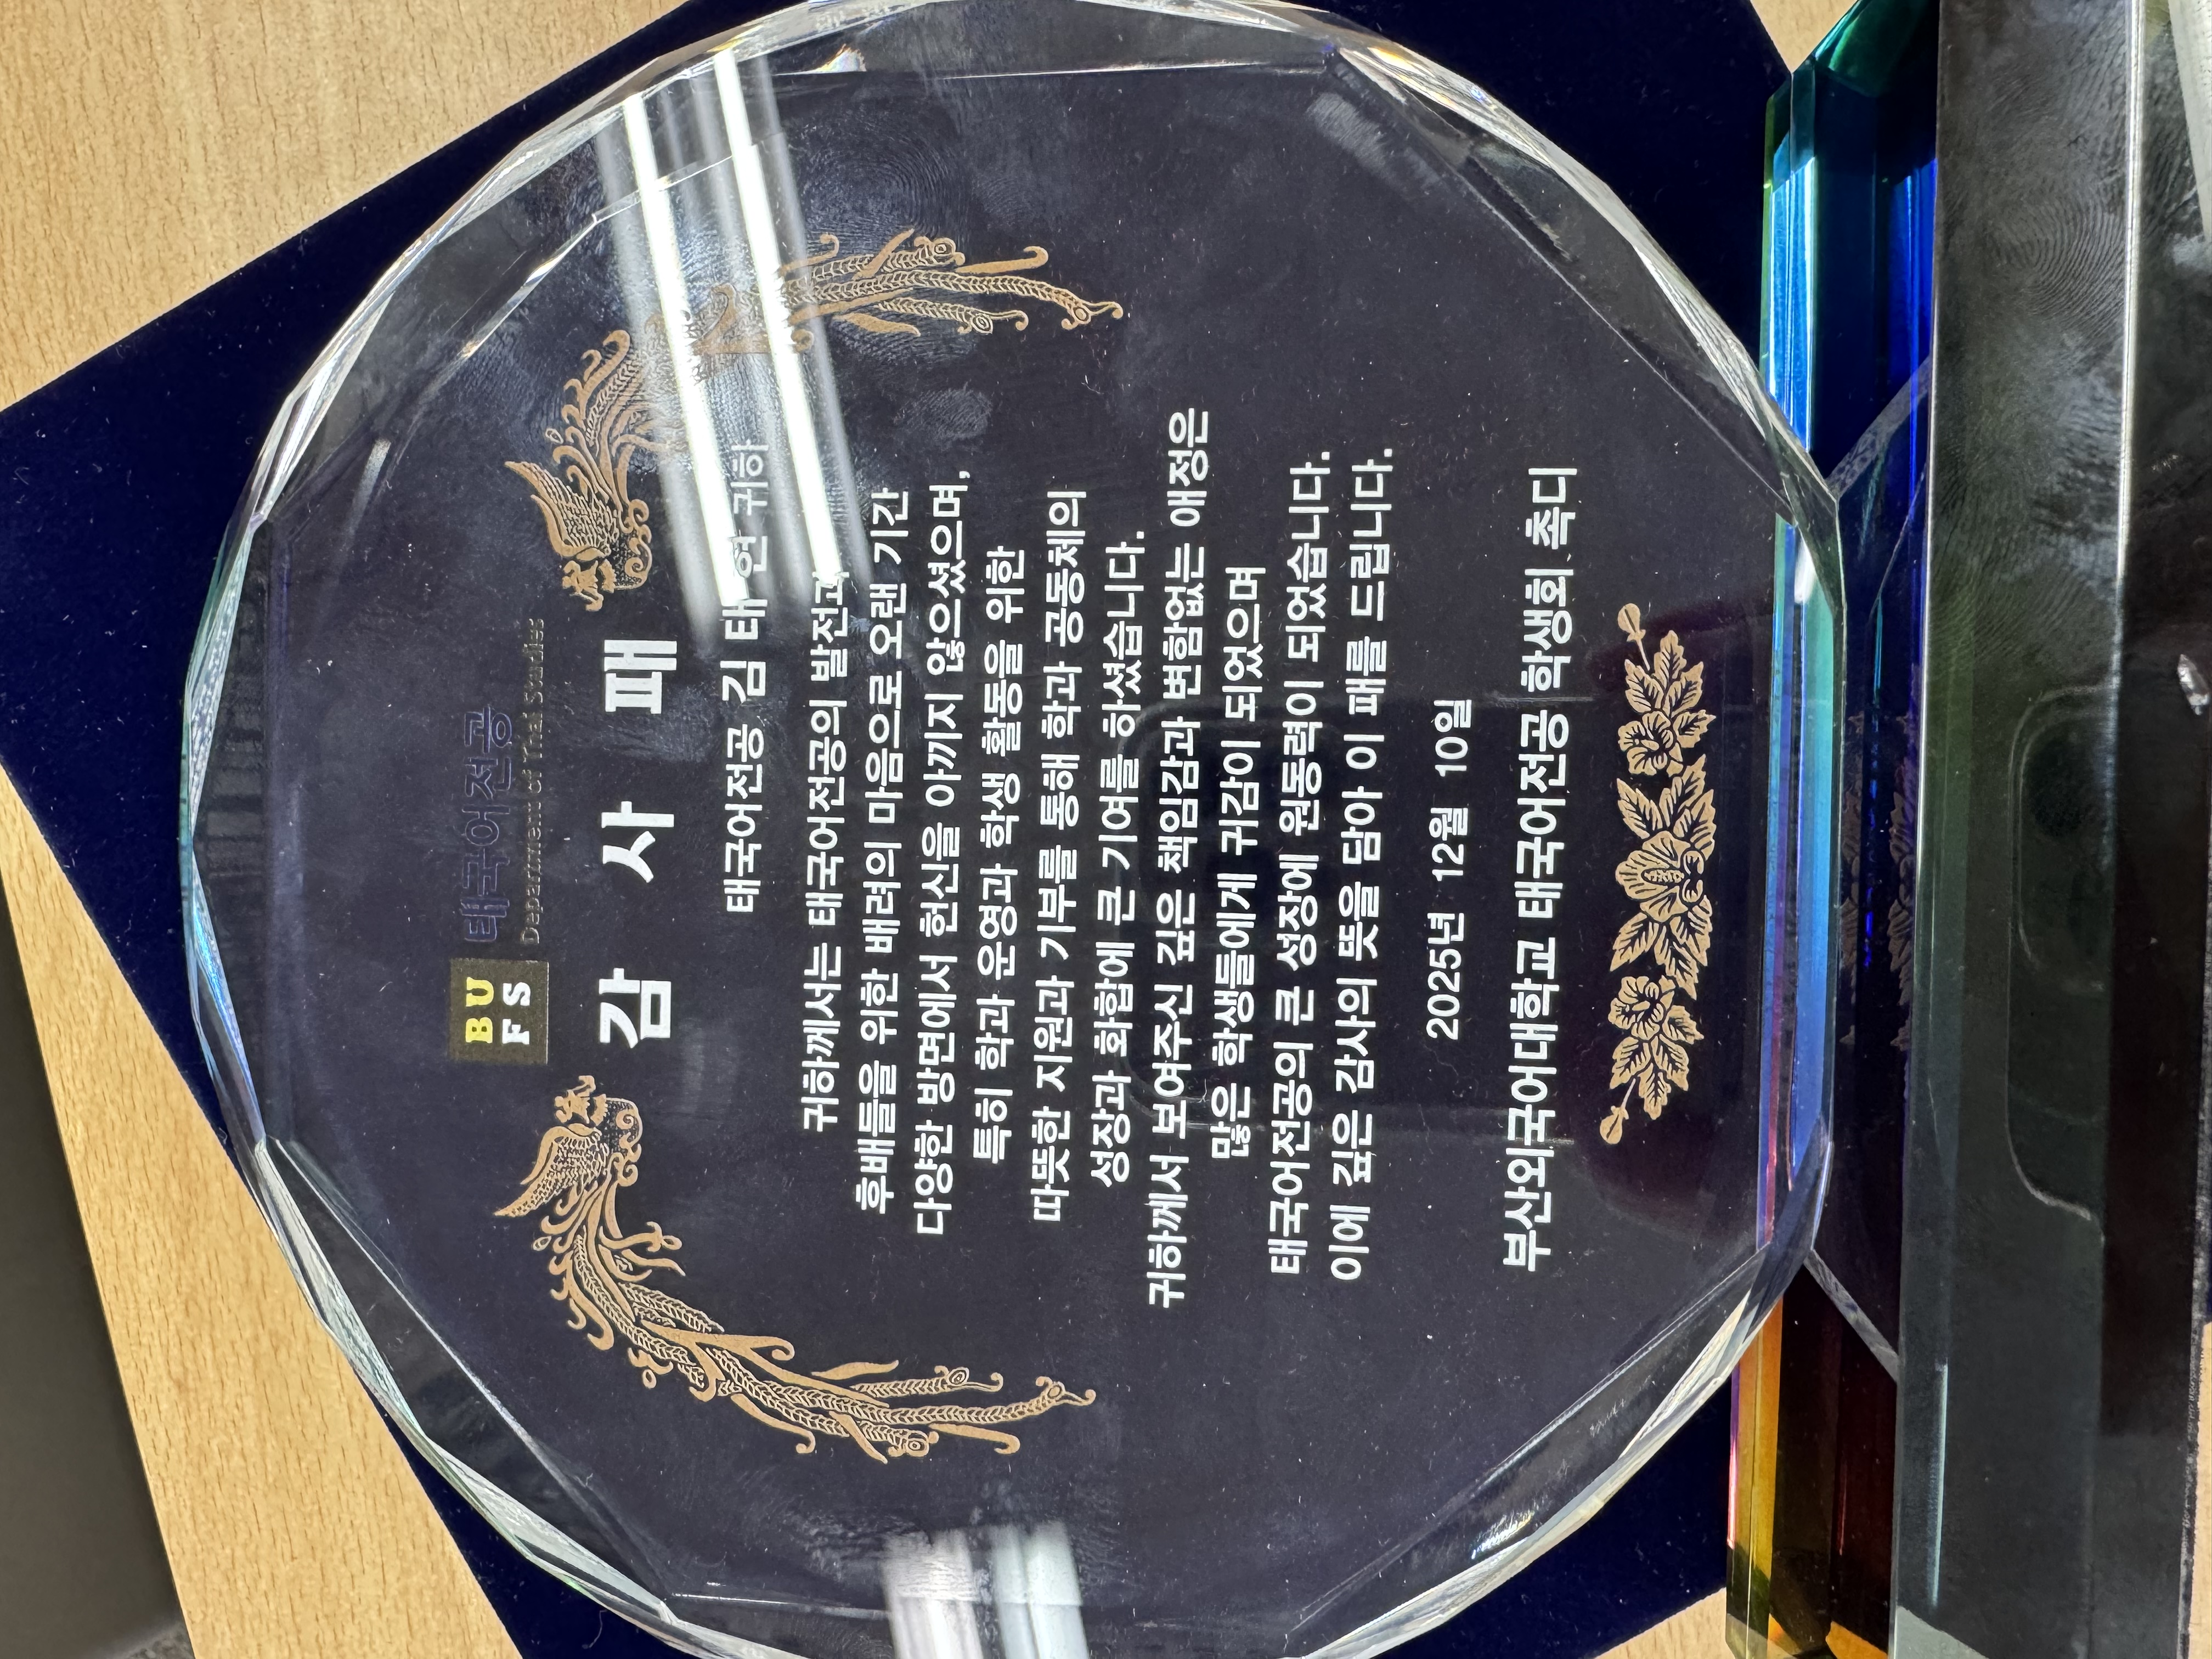 BU
FS
태국어전공
Department of Thai Studies
감 사 패
태국어전공 김 태 현 귀하
귀하께서는 태국어전공의 발전과
후배들을 위한 배려의 마음으로 오랜 기간
다양한 방면에서 헌신을 아끼지 않으셨으며,
특히 학과 운영과 학생 활동을 위한
따뜻한 지원과 기부를 통해 학과 공동체의
성장과 화합에 큰 기여를 하셨습니다.
귀하께서 보여주신 깊은 책임감과 변함없는 애정은
많은 학생들에게 귀감이 되었으며
태국어전공의 큰 성장에 원동력이 되었습니다.
이에 깊은 감사의 뜻을 담아 이 패를 드립니다.
2025년 12월 10일
부산외국어대학교 태국어전공 학생회 촉디